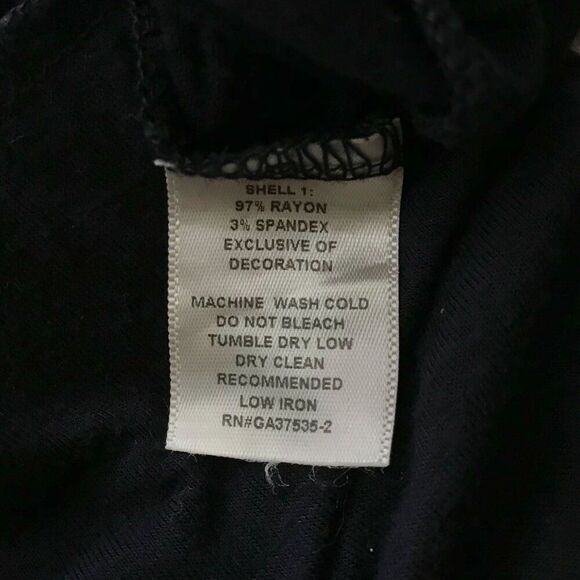 SHELL 1:
97% RAYON
3% SPANDEX
EXCLUSIVE OF
DECORATION
MACHINE WASH COLD
DO NOT BLEACH
TUMBLE DRY LOW
DRY CLEAN
RECOMMENDED
LOW IRON
RN#GA37535-2